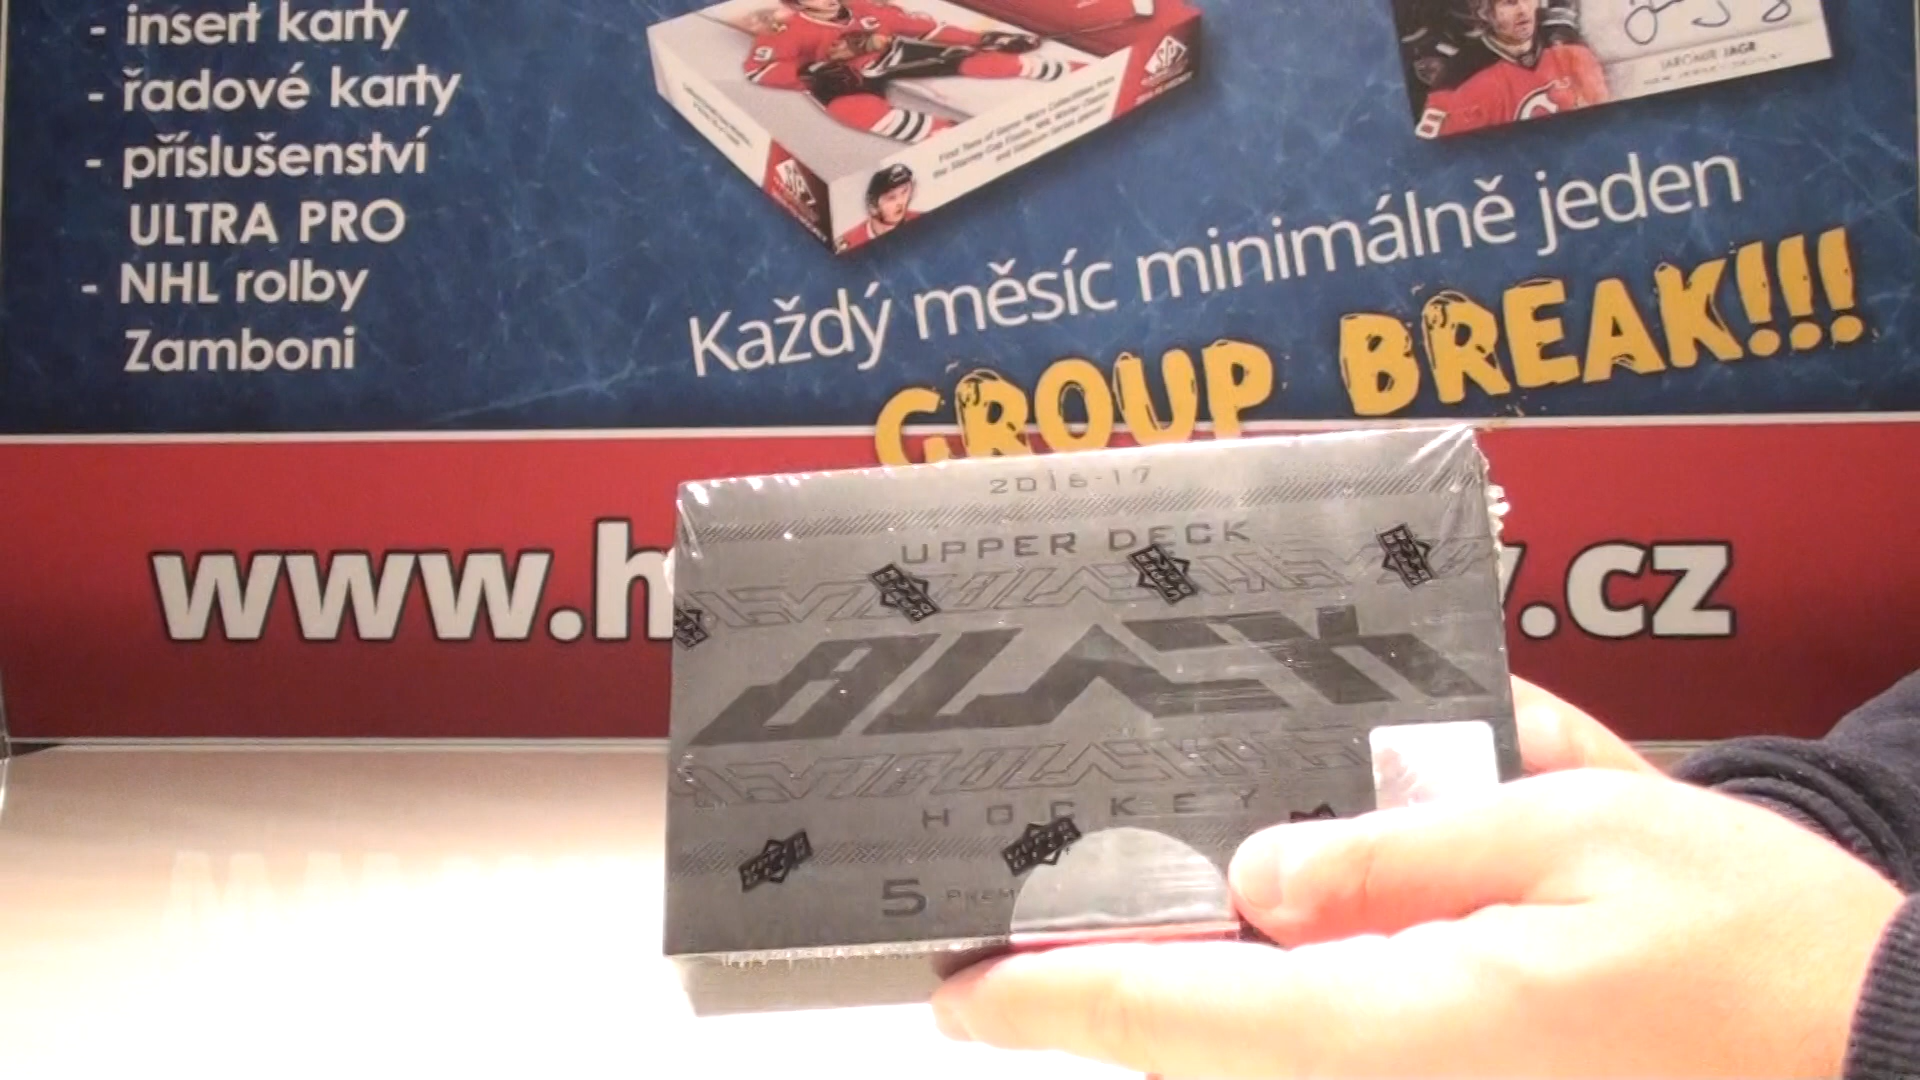 - insert karty
- řadové karty
- příslušenství
ULTRA PRO
- NHL rolby
Zamboni
JAROMIR JAGR
Každý měsíc minimálně jeden
GROUP BREAK!!!
www.h
.cz
2016-17
UPPER DECK
BLACK
HOCKEY
5 PREM